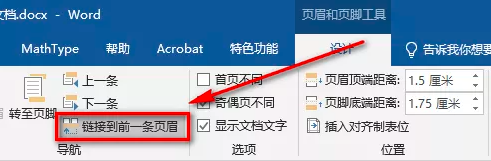 文档.docx - Word
页眉和页脚工具
MathType 帮助 Acrobat 特色功能 设计 告诉我你想要
转至页脚
上一条
下一条
链接到前一条页眉
导航
首页不同
奇偶页不同
显示文档文字
选项
页眉顶端距离: 1.5 厘米
页脚底端距离: 1.75 厘米
插入对齐制表位
位置